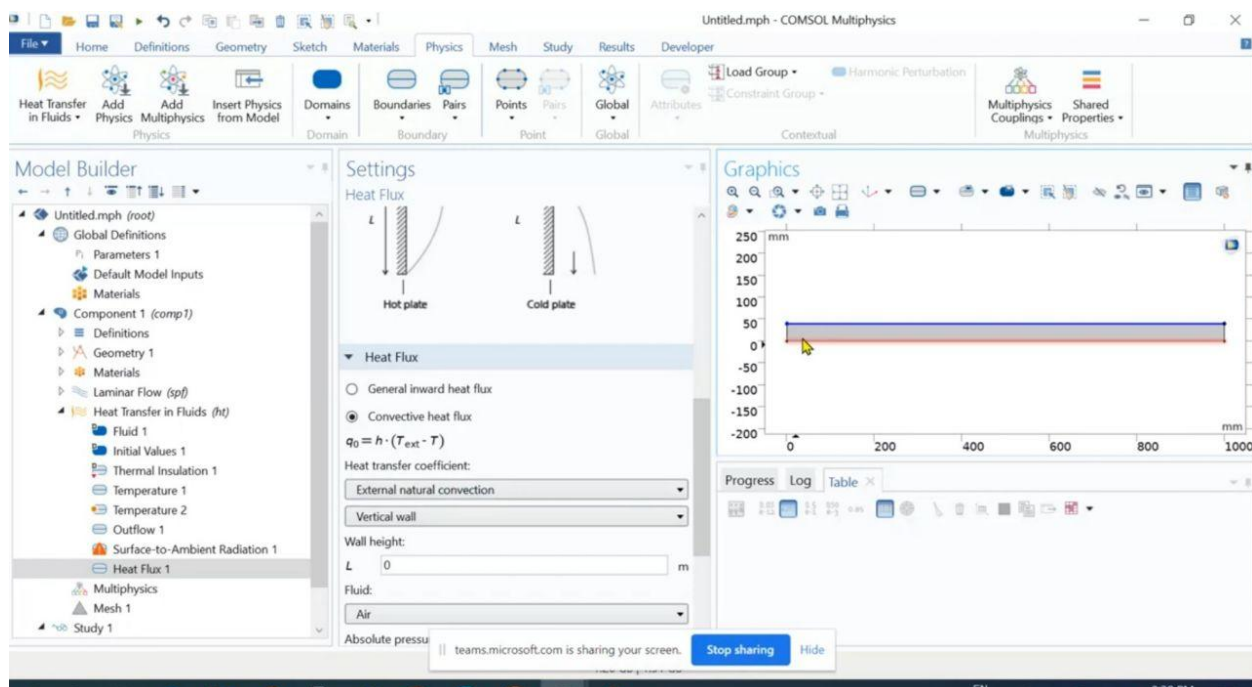 Untitled.mph - COMSOL Multiphysics
File Home Definitions Geometry Sketch Materials Physics Mesh Study Results Developer
Load Group Harmonic Perturbation
Constraint Group
Heat Transfer in Fluids
Add Physics
Add Multiphysics
Insert Physics from Model
Domains
Boundaries
Pairs
Points
Pairs
Global
Attributes
Multiphysics Couplings
Shared Properties
Physics Domain Boundary Point Global Contextual Multiphysics
Model Builder
Untitled.mph (root)
Global Definitions
Parameters 1
Default Model Inputs
Materials
Component 1 (comp1)
Definitions
Geometry 1
Materials
Laminar Flow (spf)
Heat Transfer in Fluids (ht)
Fluid 1
Initial Values 1
Thermal Insulation 1
Temperature 1
Temperature 2
Outflow 1
Surface-to-Ambient Radiation 1
Heat Flux 1
Multiphysics
Mesh 1
Study 1
Settings
Heat Flux
L L
Hot plate Cold plate
Heat Flux
General inward heat flux
Convective heat flux
q0 = h · (Text - T)
Heat transfer coefficient:
External natural convection
Vertical wall
Wall height:
L 0 m
Fluid:
Air
Absolute pressu
Graphics
250 mm
200
150
100
50
0
-50
-100
-150
-200 mm
0 200 400 600 800 1000
Progress Log Table
teams.microsoft.com is sharing your screen. Stop sharing Hide